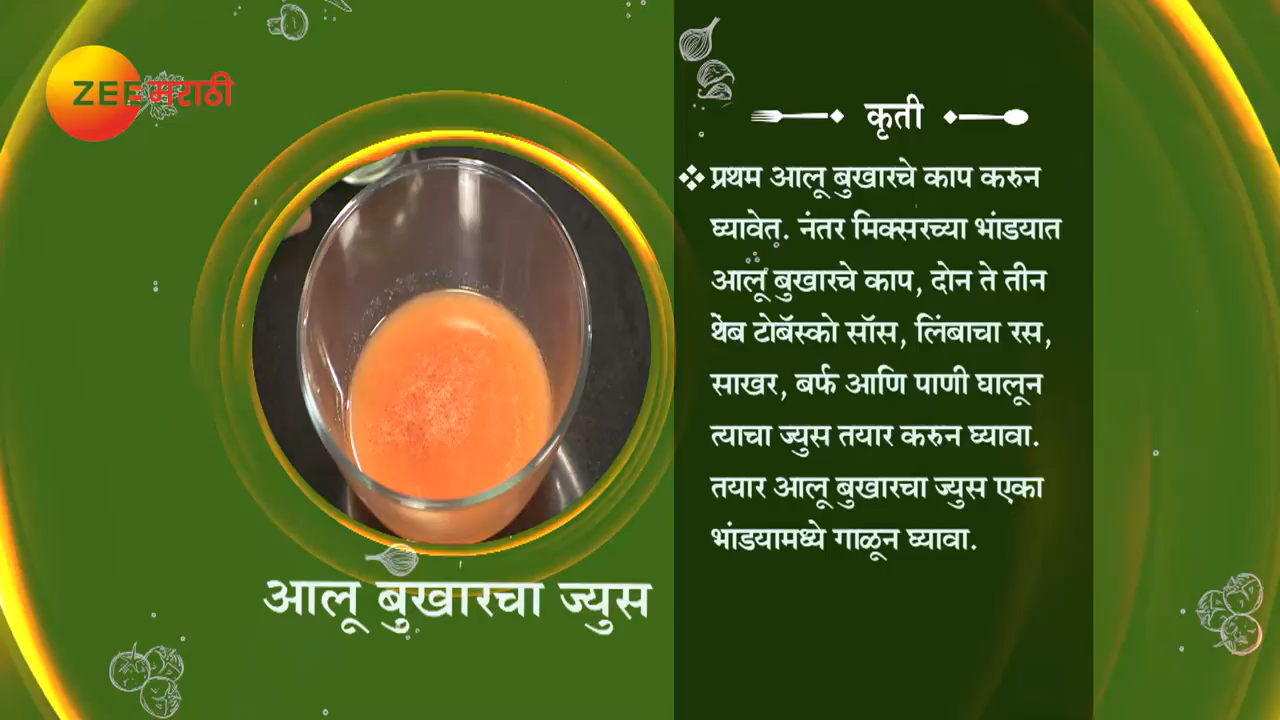 ZEE मराठी
कृती
❖ प्रथम आलू बुखारचे काप करुन
घ्यावेत. नंतर मिक्सरच्या भांडयात
आलू बुखारचे काप, दोन ते तीन
थेंब टोबॅस्को सॉस, लिंबाचा रस,
साखर, बर्फ आणि पाणी घालून
त्याचा ज्युस तयार करुन घ्यावा.
तयार आलू बुखारचा ज्युस एका
भांडयामध्ये गाळून घ्यावा.
आलू बुखारचा ज्युस